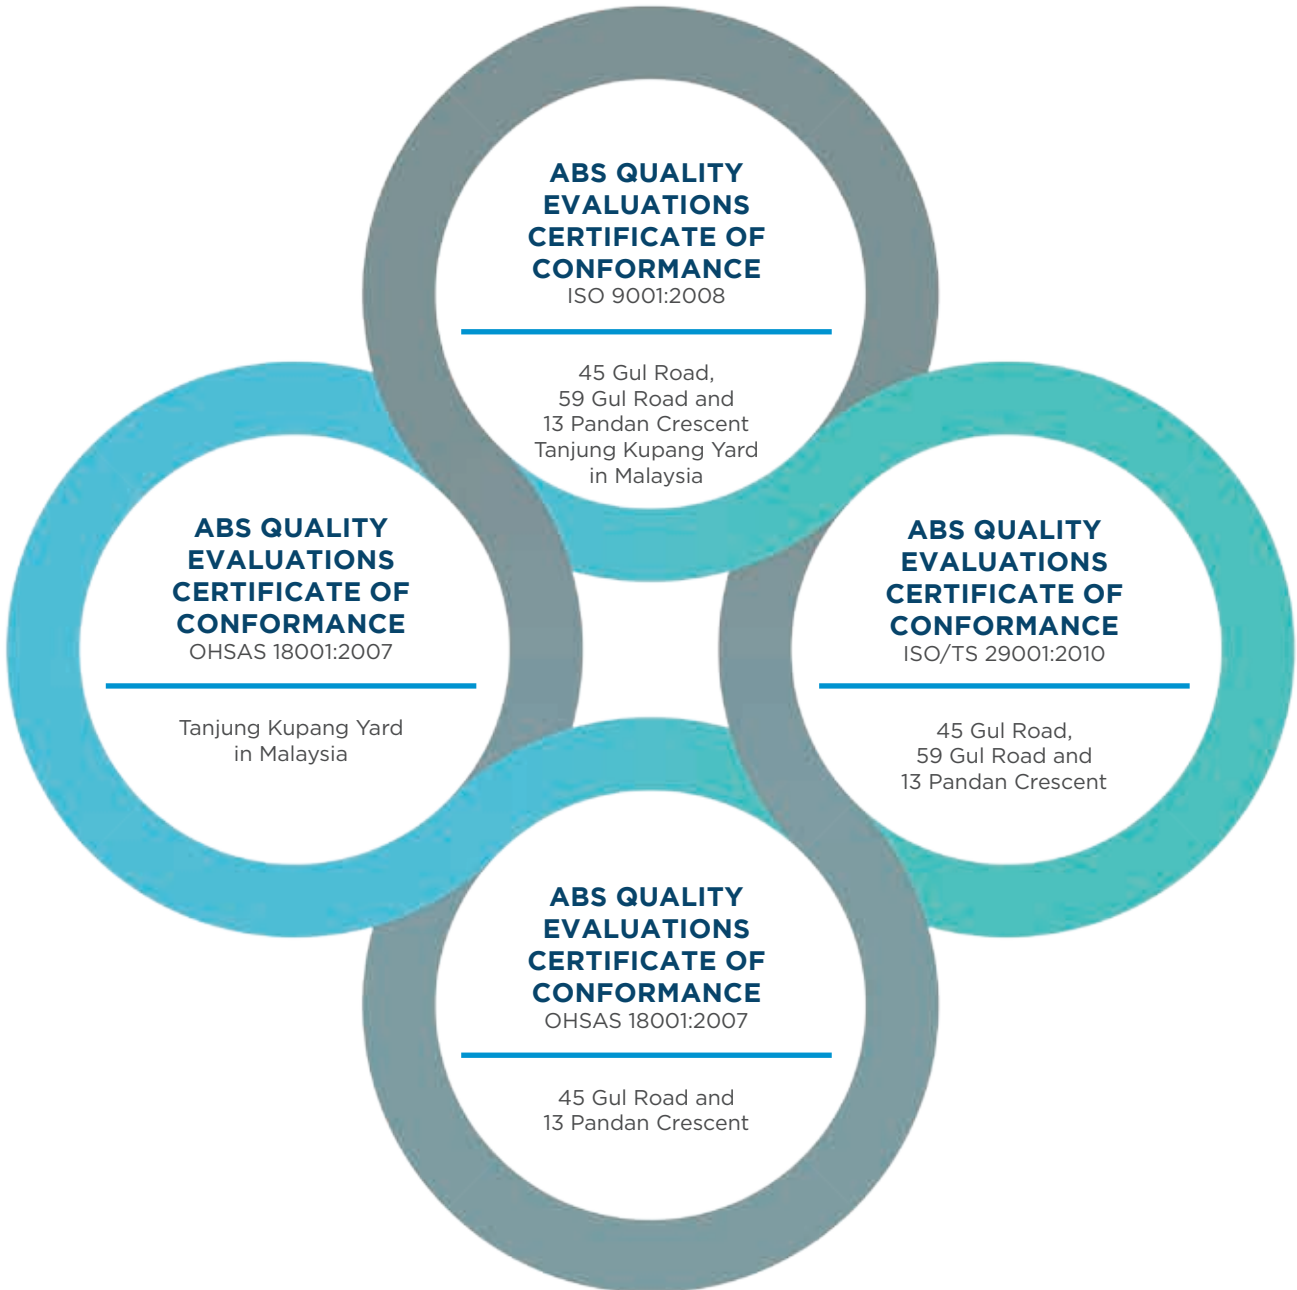 ABS QUALITY
EVALUATIONS
CERTIFICATE OF
CONFORMANCE
ISO 9001:2008
45 Gul Road,
59 Gul Road and
13 Pandan Crescent
Tanjung Kupang Yard
in Malaysia
ABS QUALITY
EVALUATIONS
CERTIFICATE OF
CONFORMANCE
OHSAS 18001:2007
Tanjung Kupang Yard
in Malaysia
ABS QUALITY
EVALUATIONS
CERTIFICATE OF
CONFORMANCE
ISO/TS 29001:2010
45 Gul Road,
59 Gul Road and
13 Pandan Crescent
ABS QUALITY
EVALUATIONS
CERTIFICATE OF
CONFORMANCE
OHSAS 18001:2007
45 Gul Road and
13 Pandan Crescent